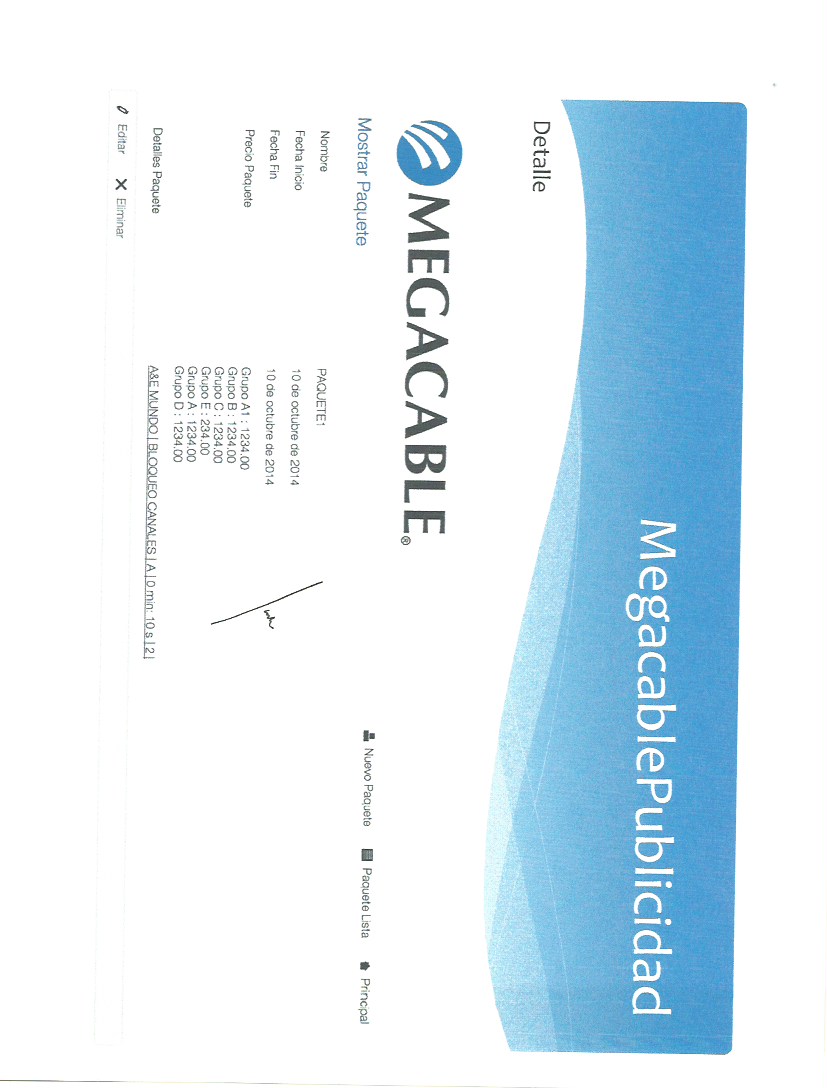 MegacablePublicidad
Detalle
MEGACABLE®
Mostrar Paquete
Nuevo Paquete
Paquete Lista
Principal
Nombre PAQUETE1
Fecha Inicio 10 de octubre de 2014
Fecha Fin 10 de octubre de 2014
Precio Paquete Grupo A1 : 1234.00
Grupo B : 1234.00
Grupo C : 1234.00
Grupo E : 234.00
Grupo A : 1234.00
Grupo D : 1234.00
Detalles Paquete A&E MUNDO | BLOQUEO CANALES | A | 0 min: 10 s | 2 |
Editar Eliminar